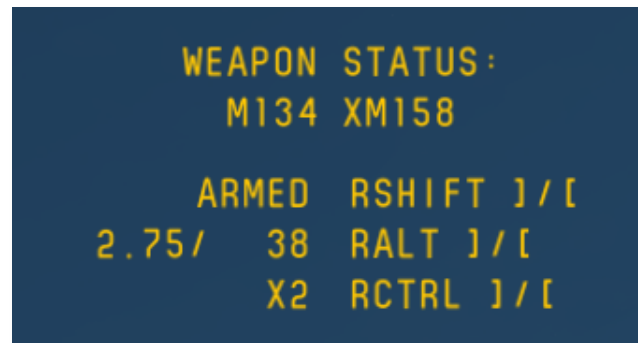 WEAPON STATUS:
M134 XM158
ARMED RSHIFT ]/[
2.75/ 38 RALT ]/[
X2 RCTRL ]/[